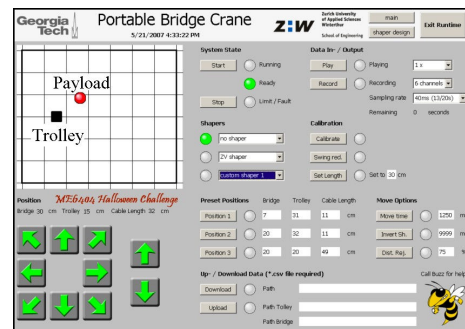 Georgia Tech
Portable Bridge Crane
5/21/2007 4:33:22 PM
Z:W
Zurich University
of Applied Sciences
Winterthur
School of Engineering
main
shaper design
Exit Runtime
Payload
Trolley
System State
Start
Running
Ready
Stop
Limit / Fault
Data In- / Output
Play
Playing
1 s
Record
Recording
6 channels
Sampling rate
40ms (13/20s)
Remaining 0 seconds
Shapers
no shaper
ZV shaper
custom shaper 1
Calibration
Calibrate
Swing red.
Set Length
Set to 30 cm
Position
ME6404 Halloween Challenge
Bridge 30 cm Trolley 15 cm Cable Length 32 cm
Preset Positions Bridge Trolley Cable Length
Position 1 7 31 11 cm
Position 2 20 32 11 cm
Position 3 20 20 49 cm
Move Options
Move time 1250 m
Invert Sh. 9999 m
Dist. Rej. 75 %
Up- / Download Data (*.csv file required)
Download Path
Upload Path Tolley
Path Bridge
Call Buzz for help